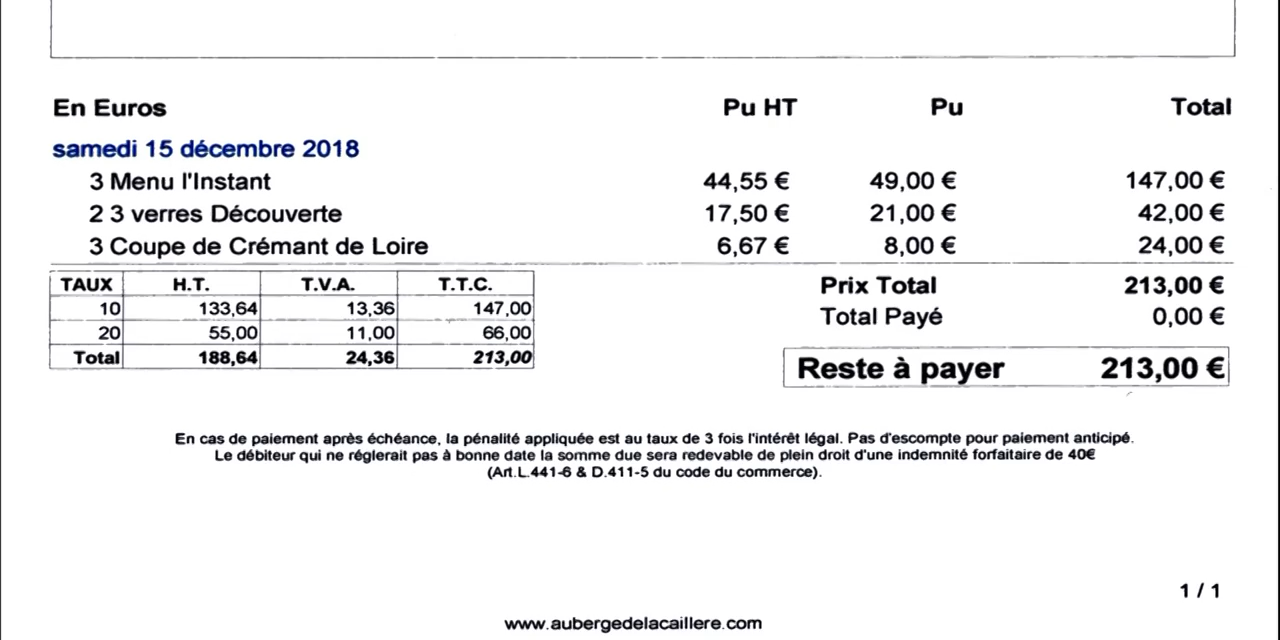 En Euros Pu HT Pu Total
samedi 15 décembre 2018
3 Menu l'Instant 44,55 € 49,00 € 147,00 €
2 3 verres Découverte 17,50 € 21,00 € 42,00 €
3 Coupe de Crémant de Loire 6,67 € 8,00 € 24,00 €
TAUX H.T. T.V.A. T.T.C.
10 133,64 13,36 147,00
20 55,00 11,00 66,00
Total 188,64 24,36 213,00
Prix Total 213,00 €
Total Payé 0,00 €
Reste à payer 213,00 €
En cas de paiement après échéance, la pénalité appliquée est au taux de 3 fois l'intérêt légal. Pas d'escompte pour paiement anticipé.
Le débiteur qui ne réglerait pas à bonne date la somme due sera redevable de plein droit d'une indemnité forfaitaire de 40€
(Art.L.441-6 & D.411-5 du code du commerce).
1 / 1
www.aubergedelacaillere.com